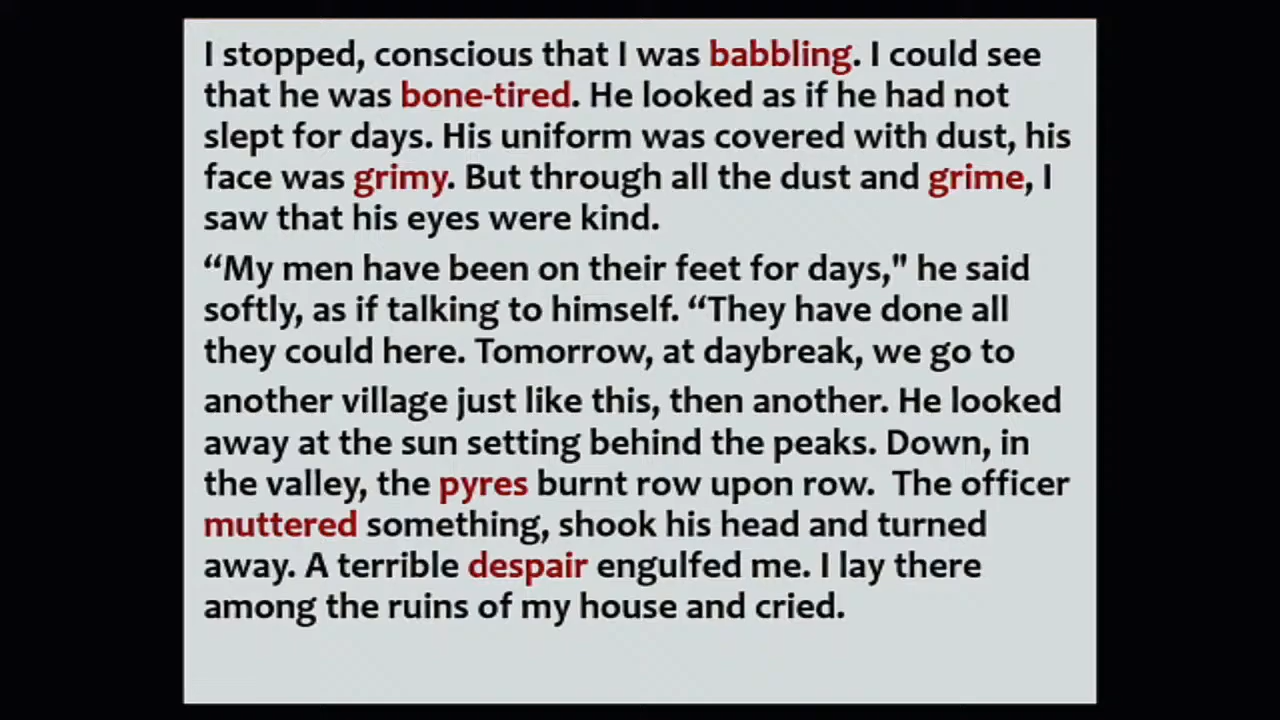 I stopped, conscious that I was babbling. I could see
that he was bone-tired. He looked as if he had not
slept for days. His uniform was covered with dust, his
face was grimy. But through all the dust and grime, I
saw that his eyes were kind.
“My men have been on their feet for days," he said
softly, as if talking to himself. “They have done all
they could here. Tomorrow, at daybreak, we go to
another village just like this, then another. He looked
away at the sun setting behind the peaks. Down, in
the valley, the pyres burnt row upon row.  The officer
muttered something, shook his head and turned
away. A terrible despair engulfed me. I lay there
among the ruins of my house and cried.